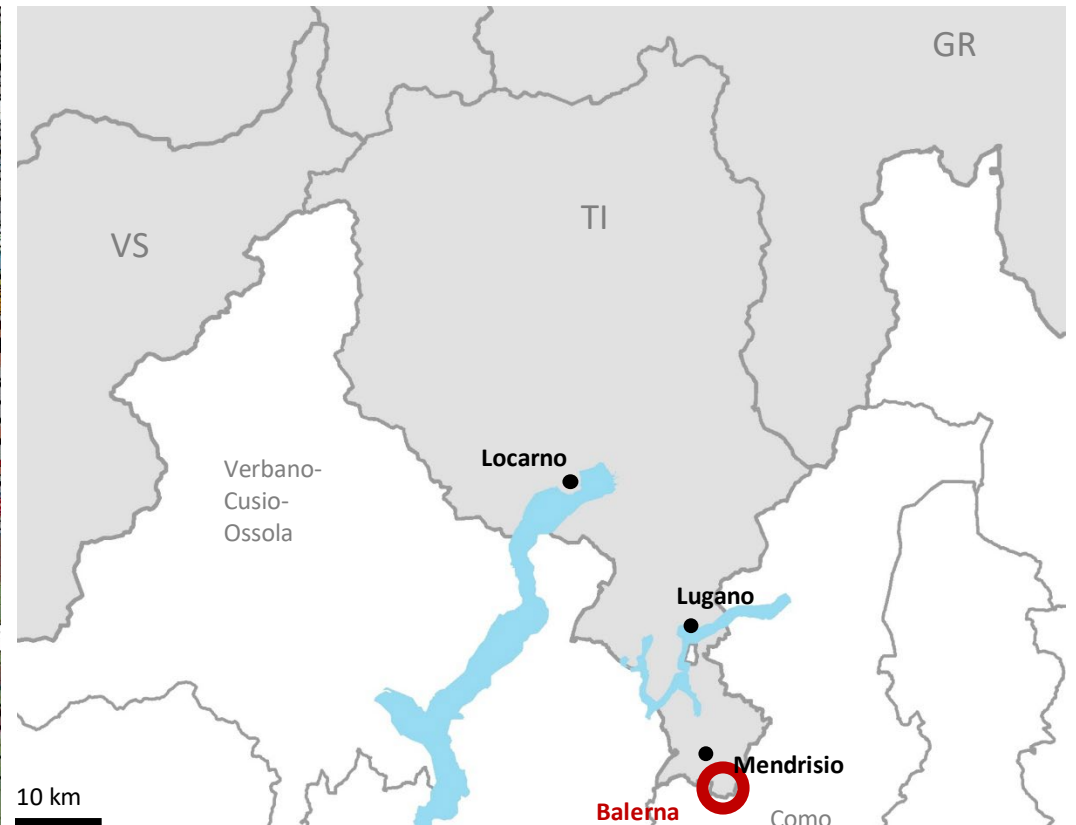 GR
TI
VS
Locarno
Verbano-
Cusio-
Ossola
Lugano
Mendrisio
10 km
Balerna
Como